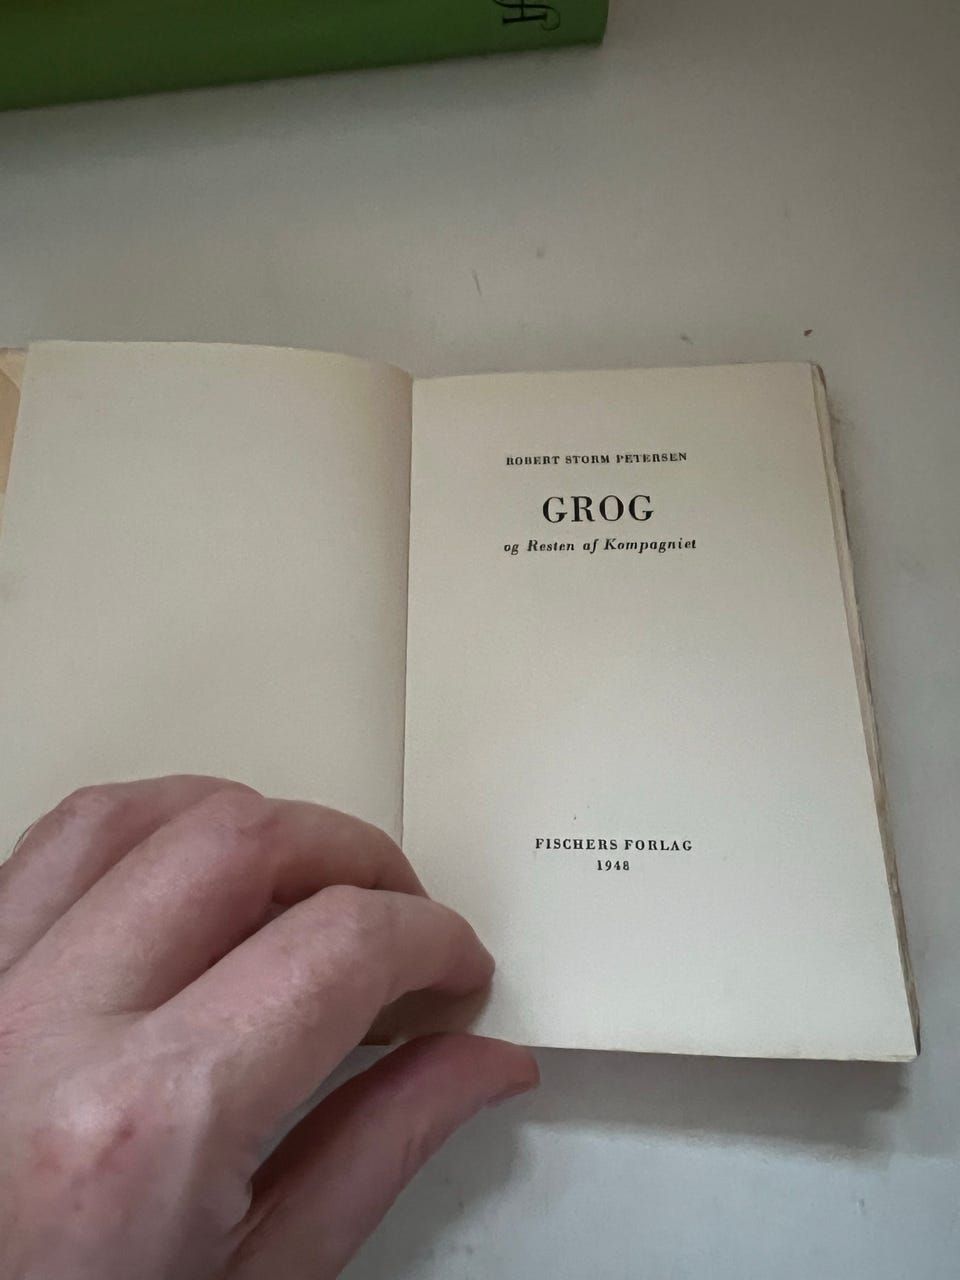 ROBERT STORM PETERSEN
GROG
og Resten af Kompagniet
FISCHERS FORLAG
1948